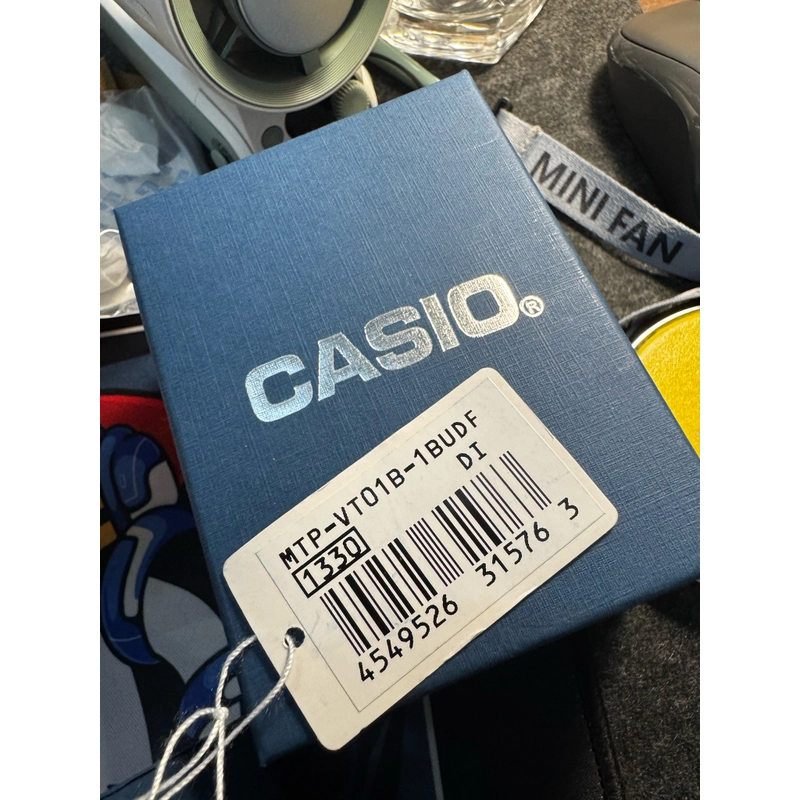 MINI FAN
CASIO®
MTP-VT01B-1BUDF
DI
1330
4549526 31576 3